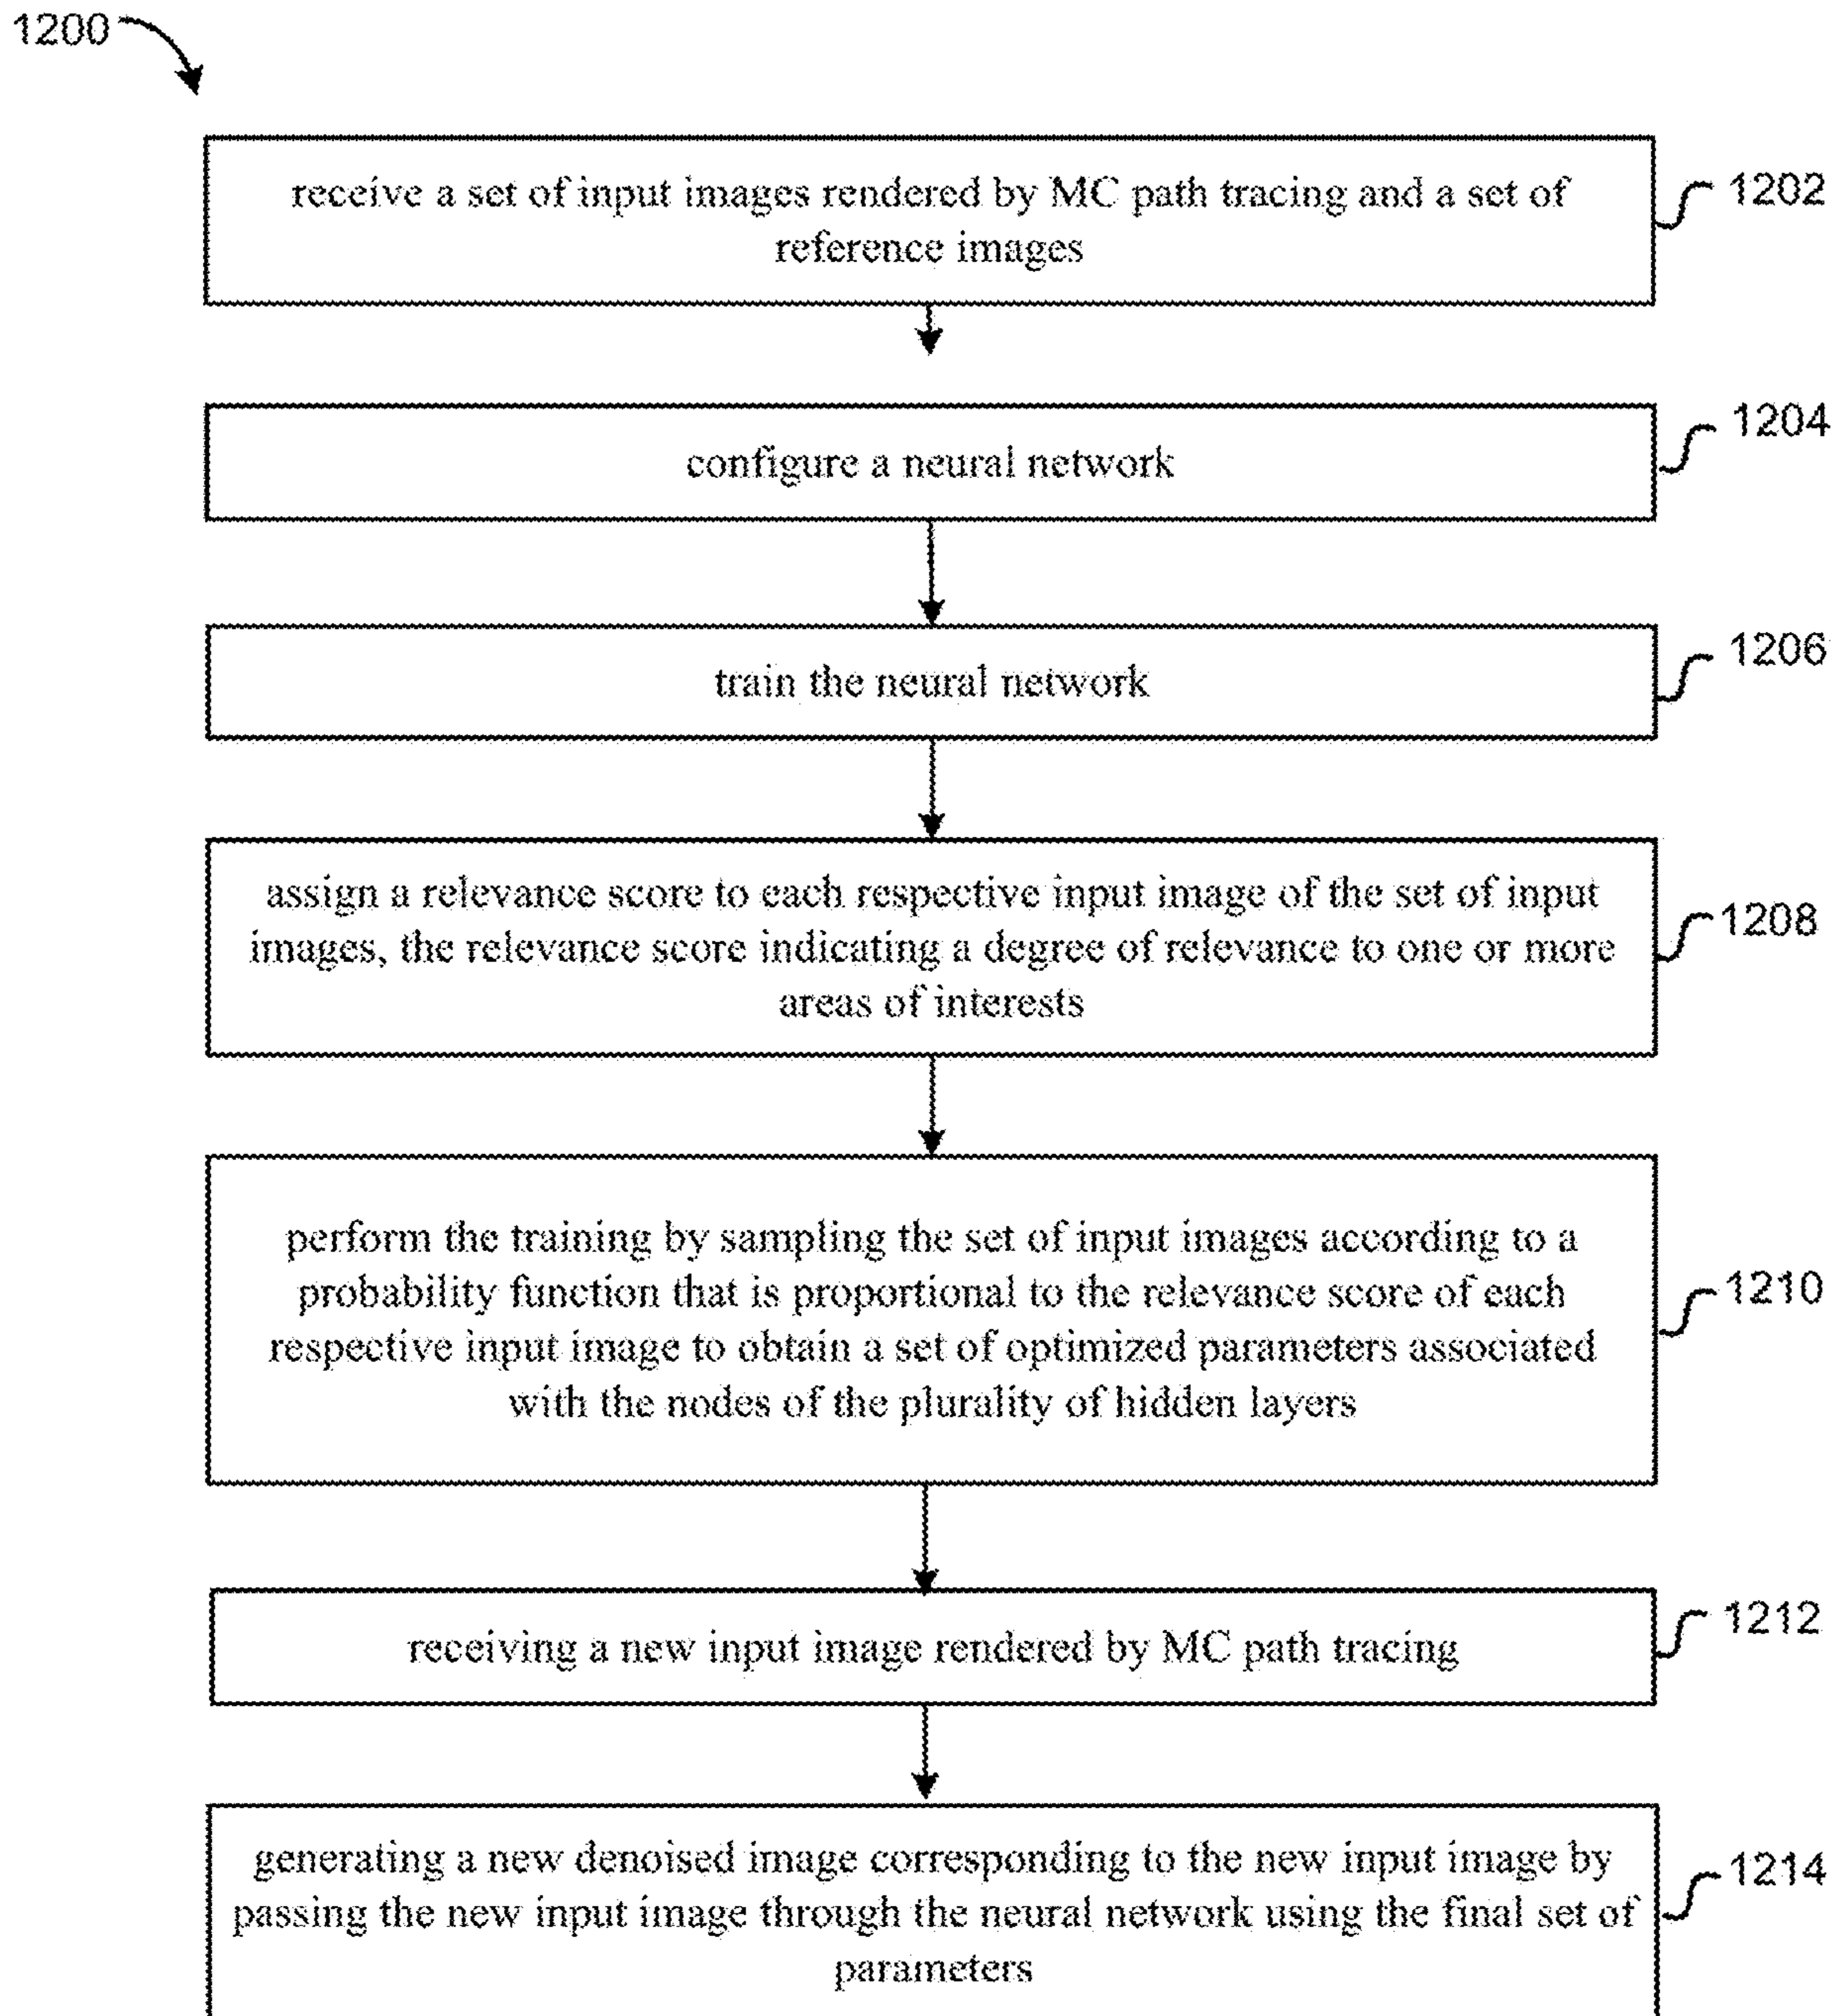 1200
receive a set of input images rendered by MC path tracing and a set of
reference images
1202
configure a neural network
1204
train the neural network
1206
assign a relevance score to each respective input image of the set of input
images, the relevance score indicating a degree of relevance to one or more
areas of interests
1208
perform the training by sampling the set of input images according to a
probability function that is proportional to the relevance score of each
respective input image to obtain a set of optimized parameters associated
with the nodes of the plurality of hidden layers
1210
receiving a new input image rendered by MC path tracing
1212
generating a new denoised image corresponding to the new input image by
passing the new input image through the neural network using the final set of
parameters
1214